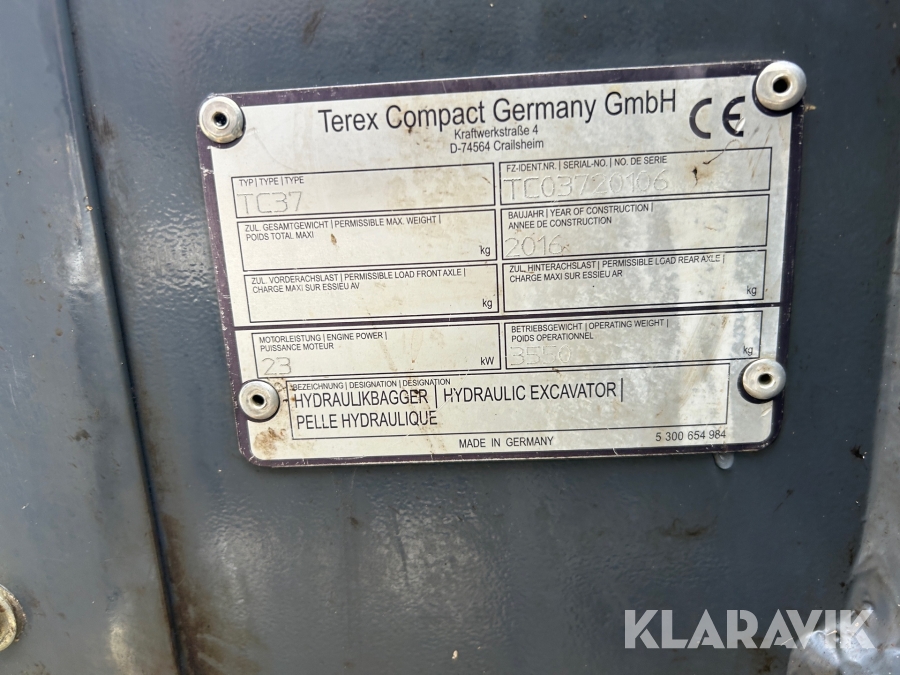 Terex Compact Germany GmbH
Kraftwerkstraße 4
D-74564 Crailsheim
CE
TYP | TYPE | TYPE
TC37
FZ-IDENT.NR. | SERIAL-NO. | NO. DE SERIE
TC03720106
ZUL. GESAMTGEWICHT | PERMISSIBLE MAX. WEIGHT |
POIDS TOTAL MAXI
kg
BAUJAHR | YEAR OF CONSTRUCTION |
ANNEE DE CONSTRUCTION
2016
ZUL. VORDERACHSLAST | PERMISSIBLE LOAD FRONT AXLE |
CHARGE MAXI SUR ESSIEU AV
kg
ZUL. HINTERACHSLAST | PERMISSIBLE LOAD REAR AXLE |
CHARGE MAXI SUR ESSIEU AR
kg
MOTORLEISTUNG | ENGINE POWER |
PUISSANCE MOTEUR
23
kW
BETRIEBSGEWICHT | OPERATING WEIGHT |
POIDS OPERATIONNEL
3550
kg
BEZEICHNUNG | DESIGNATION | DÉSIGNATION
HYDRAULIKBAGGER | HYDRAULIC EXCAVATOR |
PELLE HYDRAULIQUE
MADE IN GERMANY
5 300 654 984
KLARAVIK